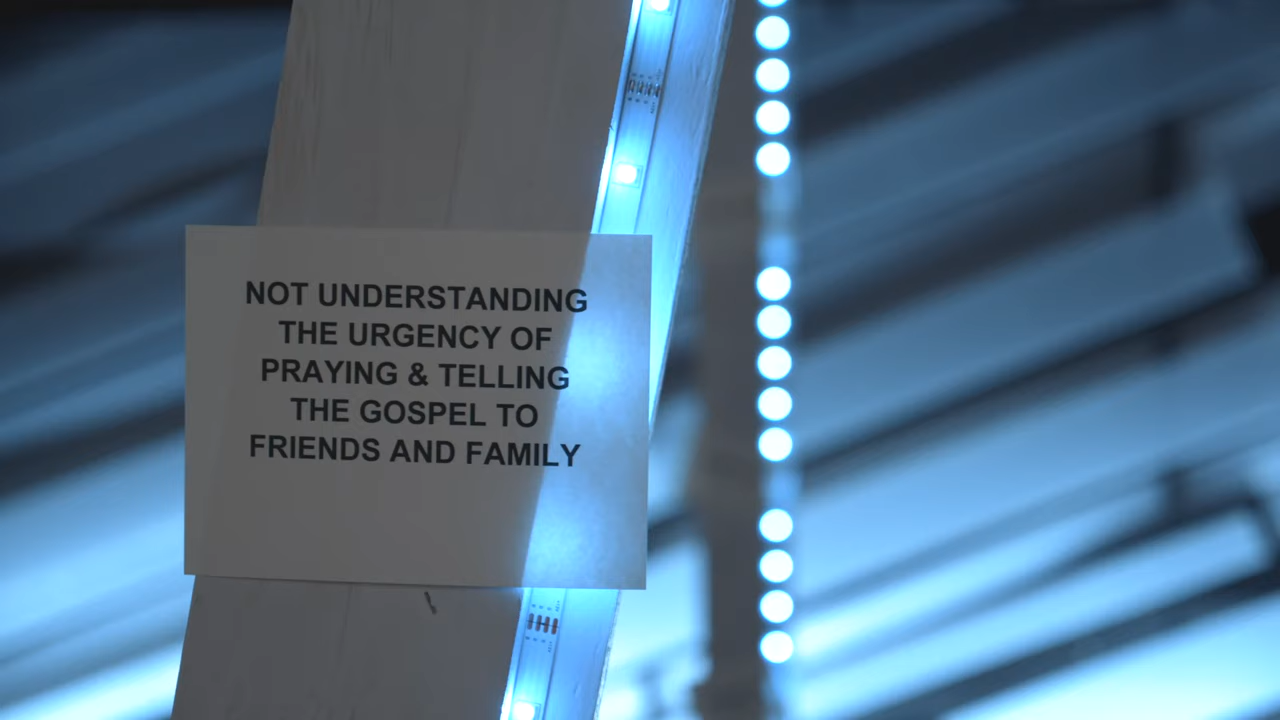 NOT UNDERSTANDING
THE URGENCY OF
PRAYING & TELLING
THE GOSPEL TO
FRIENDS AND FAMILY